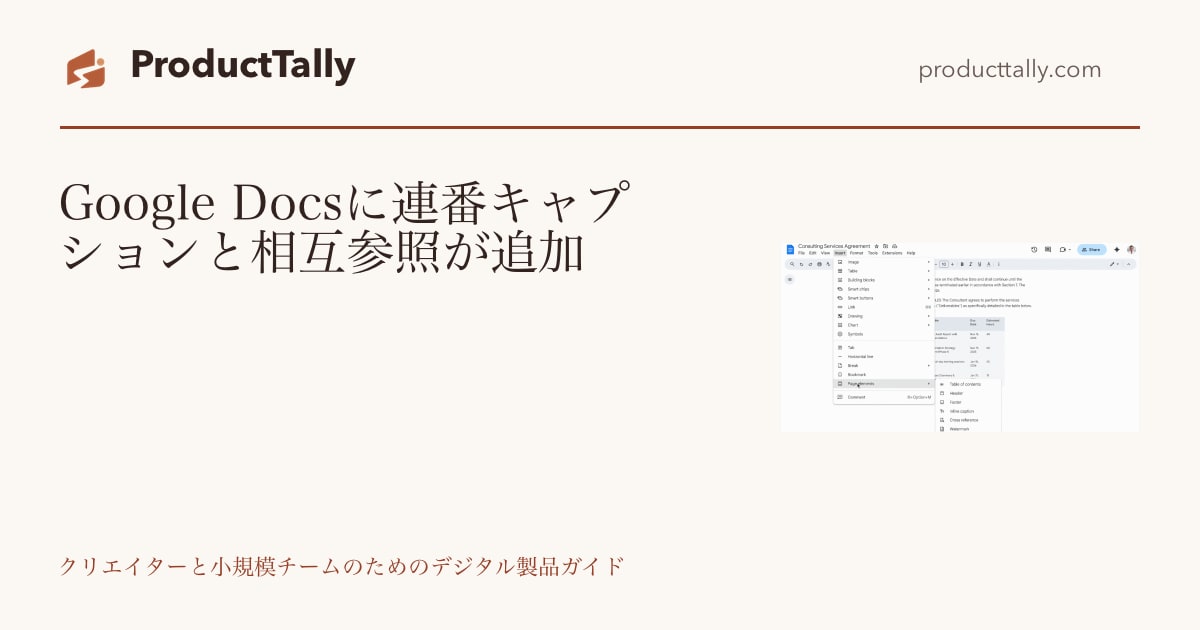 ProductTally
producttally.com
Google Docsに連番キャプ
ションと相互参照が追加
Consulting Services Agreement
File Edit View Insert Format Tools Extensions Help
Share
Image
Table
Building blocks
Smart chips
Smart buttons
Link
Drawing
Chart
Symbols
Tab
Horizontal line
Break
Bookmark
Page elements
Comment
Table of contents
Header
Footer
Inline caption
Cross-reference
Watermark
クリエイターと小規模チームのためのデジタル製品ガイド